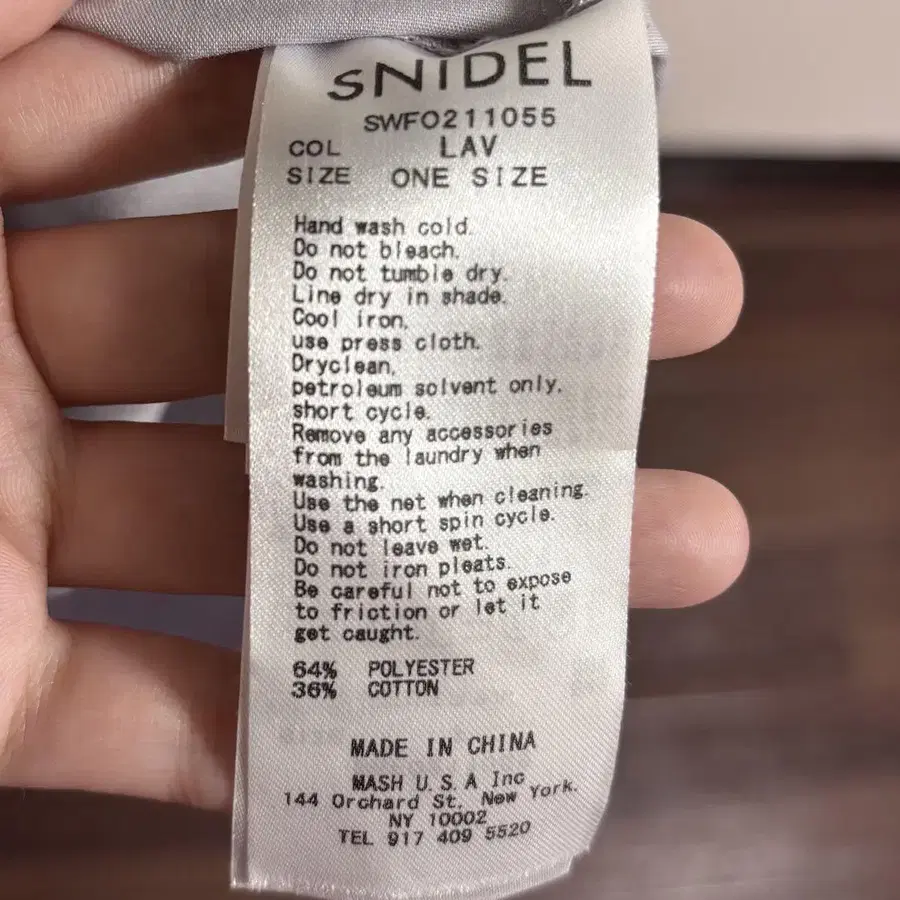 SNIDEL
SWFO211055
COL LAV
SIZE ONE SIZE
Hand wash cold.
Do not bleach.
Do not tumble dry.
Line dry in shade.
Cool iron,
use press cloth.
Dryclean,
petroleum solvent only,
short cycle.
Remove any accessories
from the laundry when
washing.
Use the net when cleaning.
Use a short spin cycle.
Do not leave wet.
Do not iron pleats.
Be careful not to expose
to friction or let it
get caught.
64% POLYESTER
36% COTTON
MADE IN CHINA
MASH U.S.A Inc
144 Orchard St. New York.
NY 10002
TEL 917 409 5520